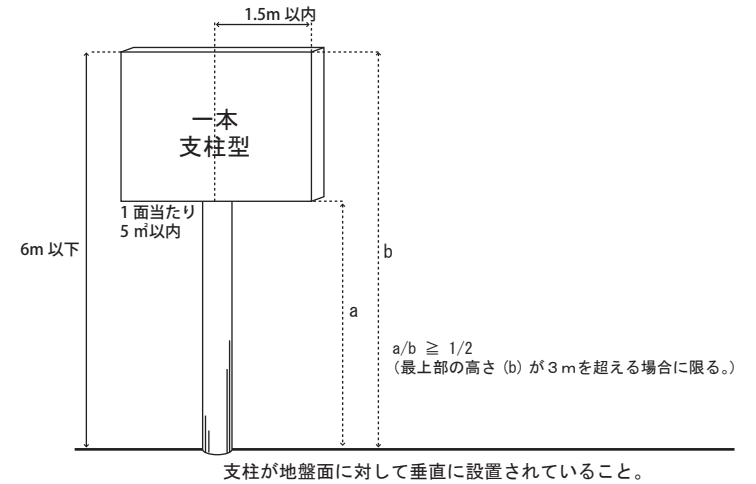 1.5m 以内
一本
支柱型
1 面当たり
5 ㎡以内
6m 以下
b
a
a/b ≧ 1/2
(最上部の高さ (b) が3mを超える場合に限る。)
支柱が地盤面に対して垂直に設置されていること。